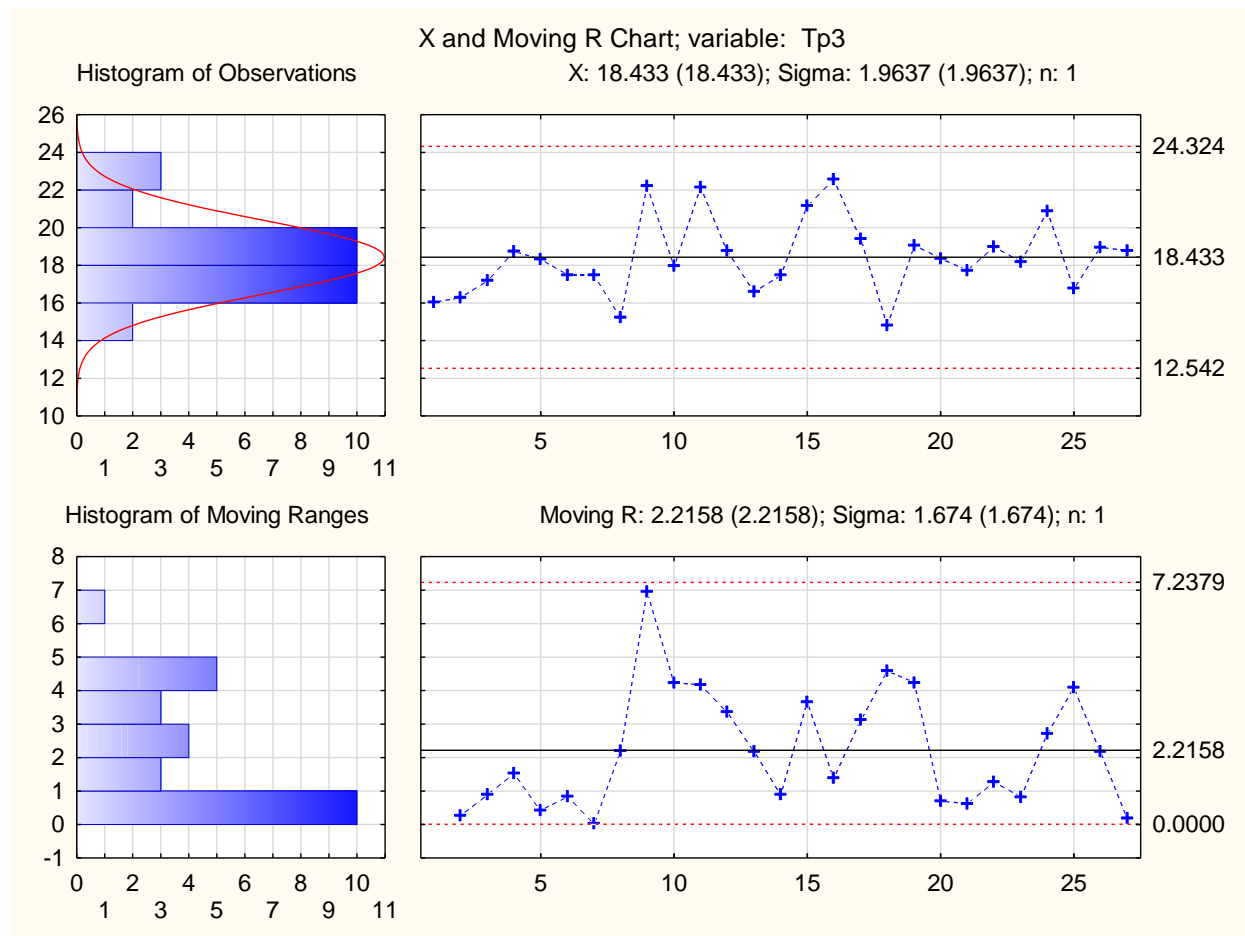 X and Moving R Chart; variable:  Tp3
Histogram of Observations
X: 18.433 (18.433); Sigma: 1.9637 (1.9637); n: 1
26
24
22
20
18
16
14
12
10
0 2 4 6 8 10
1 3 5 7 9 11
24.324
18.433
12.542
5 10 15 20 25
Histogram of Moving Ranges
Moving R: 2.2158 (2.2158); Sigma: 1.674 (1.674); n: 1
8
7
6
5
4
3
2
1
0
-1
0 2 4 6 8 10
1 3 5 7 9 11
7.2379
2.2158
0.0000
5 10 15 20 25